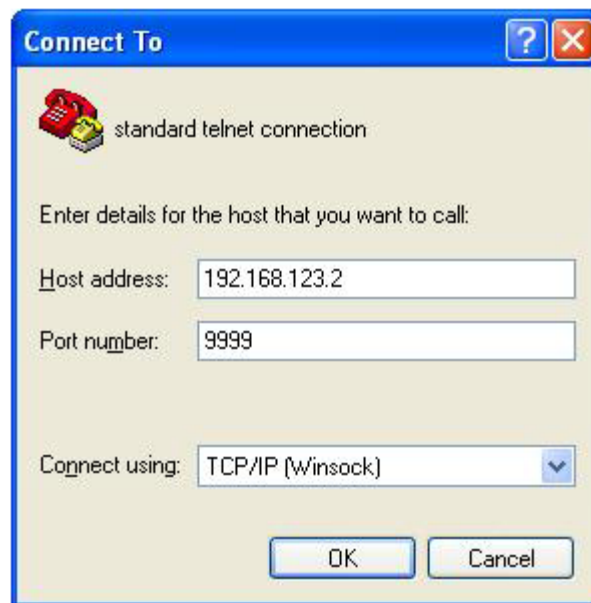 Connect To
?
standard telnet connection
Enter details for the host that you want to call:
Host address: 192.168.123.2
Port number: 9999
Connect using: TCP/IP (Winsock)
OK Cancel